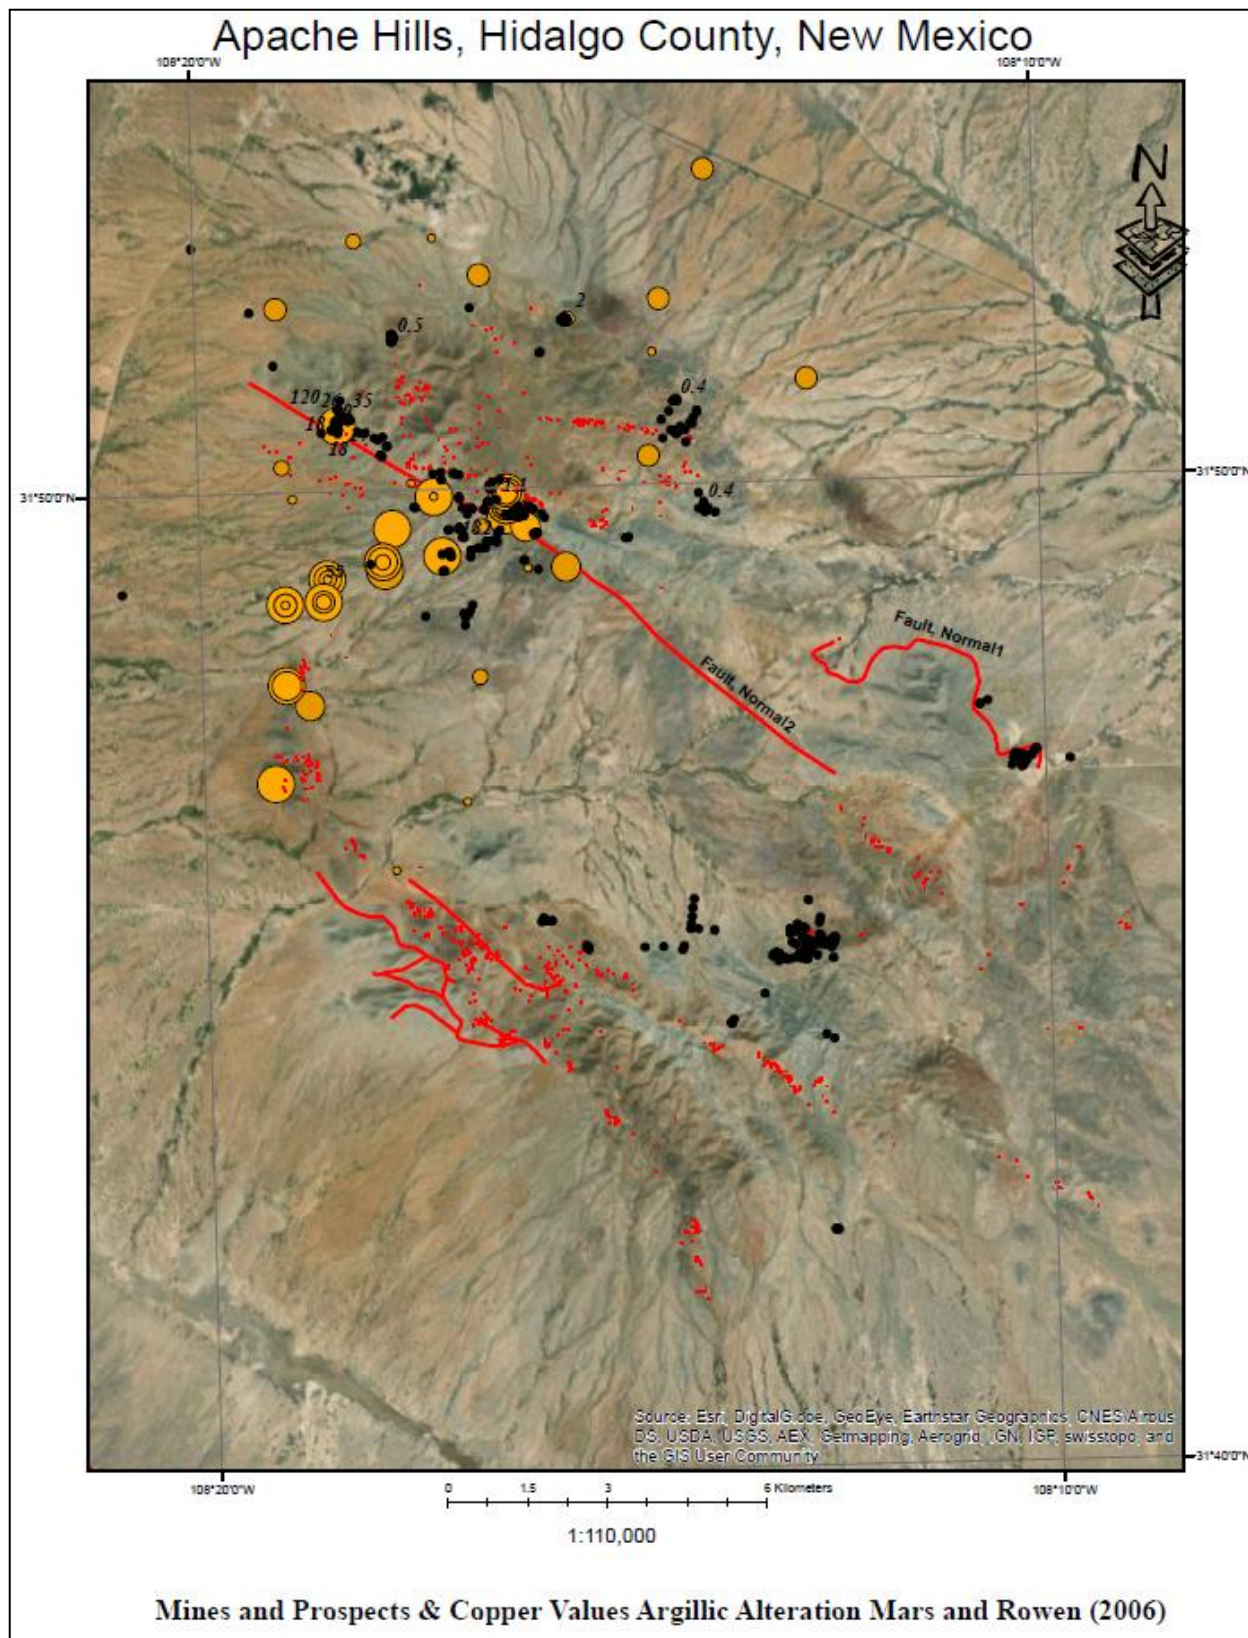 Apache Hills, Hidalgo County, New Mexico
108°20'0"W 108°10'0"W
N
2
0.5
0.4
120 35
18
31°50'0"N 31°50'0"N
0.4
Fault, Normal1
Fault, Normal2
Source: Esri, DigitalGlobe, GeoEye, Earthstar Geographics, CNES/Airbus
DS, USDA, USGS, AEX, Getmapping, Aerogrid, IGN, IGP, swisstopo, and
the GIS User Community
31°40'0"N
108°20'0"W 108°10'0"W
0 1.5 3 6 Kilometers
1:110,000
Mines and Prospects & Copper Values Argillic Alteration Mars and Rowen (2006)